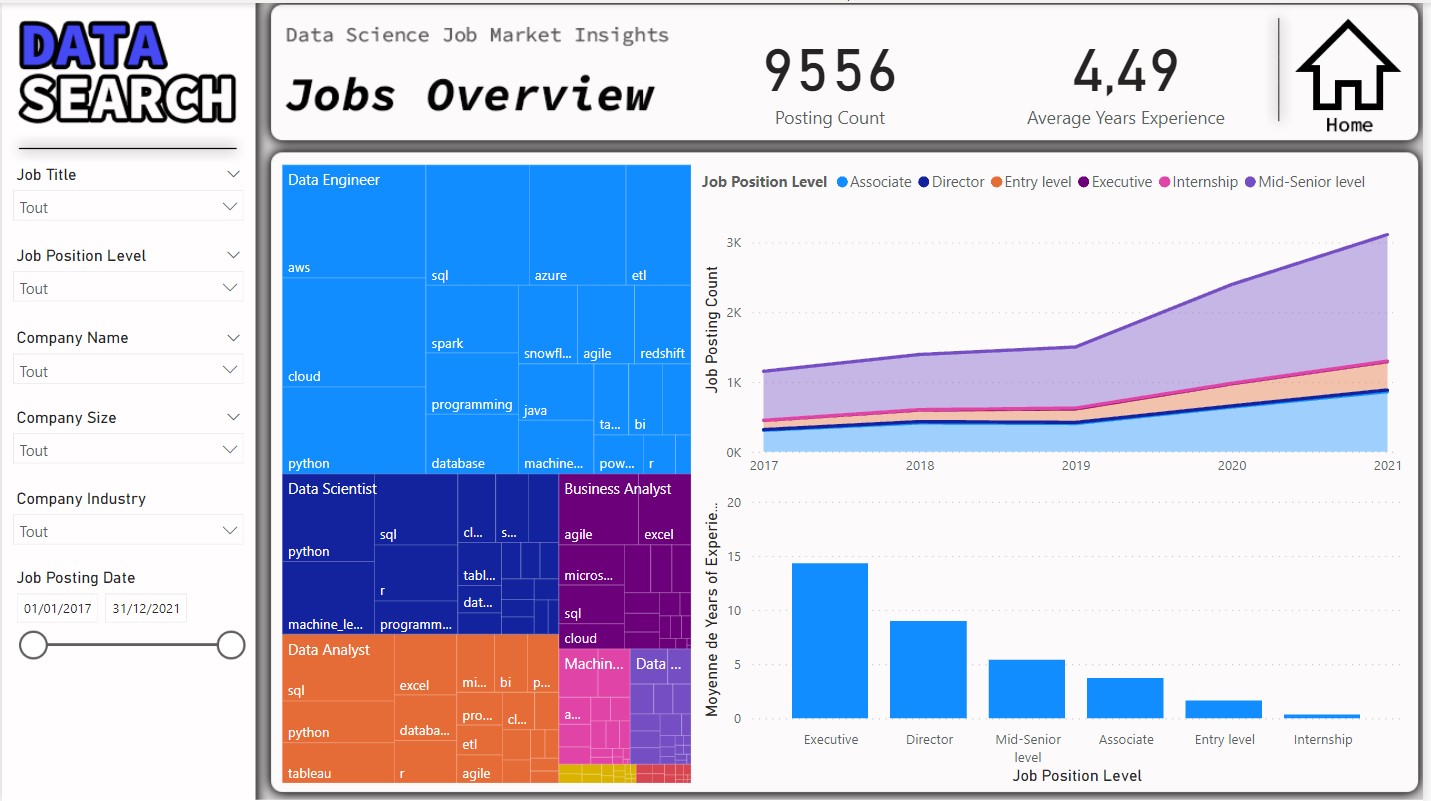 DATA
SEARCH
Job Title
Tout
Job Position Level
Tout
Company Name
Tout
Company Size
Tout
Company Industry
Tout
Job Posting Date
01/01/2017
31/12/2021
Data Science Job Market Insights
Jobs Overview
9556
Posting Count
4,49
Average Years Experience
Home
Data Engineer
aws
sql
azure
etl
cloud
spark
snowfl...
agile
redshift
programming
java
ta...
bi
python
database
machine...
pow...
r
Data Scientist
python
sql
cl...
s...
r
tabl...
dat...
machine_le...
programm...
Business Analyst
agile
excel
micros...
sql
cloud
Data Analyst
sql
excel
mi...
bi
p...
python
databa...
pro...
cl...
etl
tableau
r
agile
Machin...
a...
Data ...
Job Position Level Associate Director Entry level Executive Internship Mid-Senior level
Job Posting Count
3K
2K
1K
0K
2017 2018 2019 2020 2021
Moyenne de Years of Experie...
20
15
10
5
0
Executive
Director
Mid-Senior
level
Associate
Entry level
Internship
Job Position Level